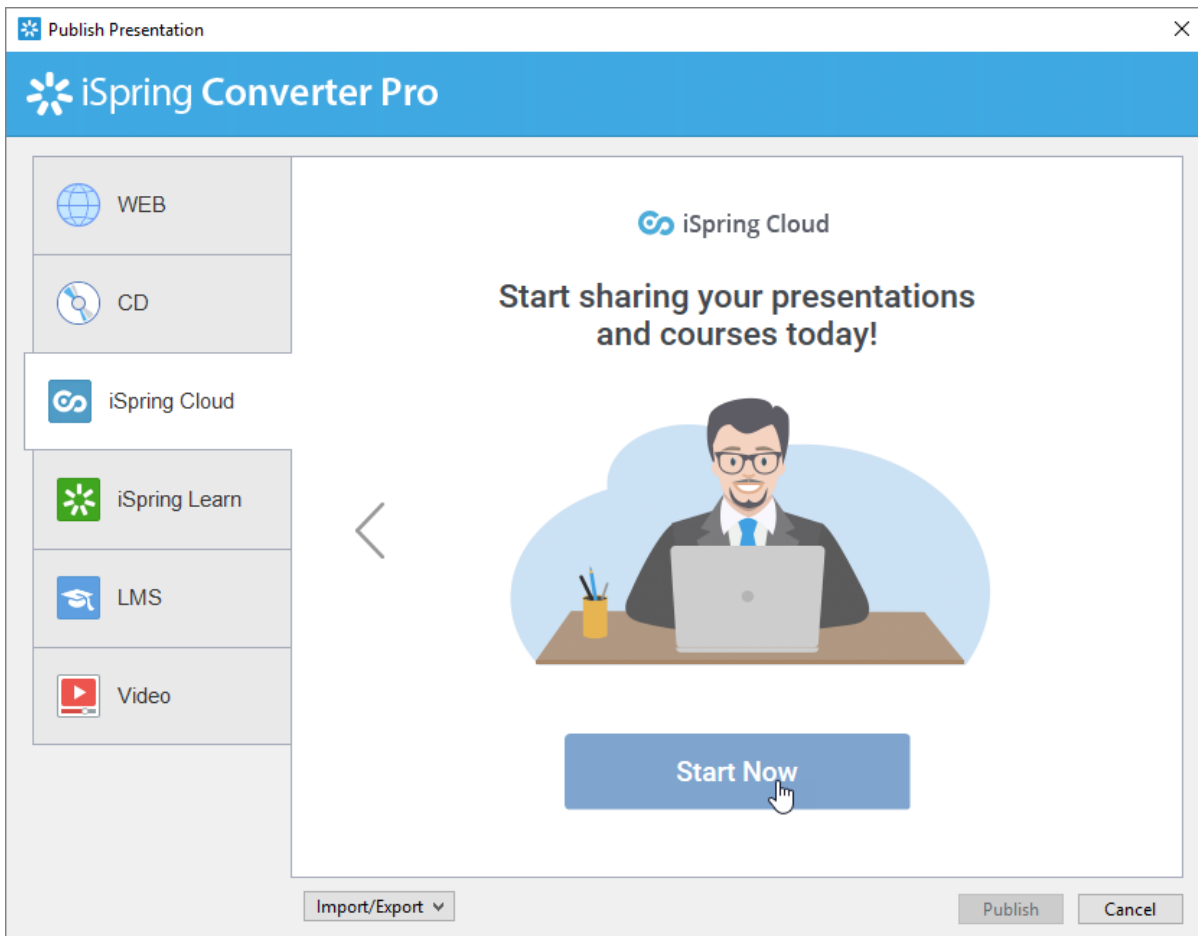 Publish Presentation
iSpring Converter Pro
WEB
CD
iSpring Cloud
iSpring Learn
LMS
Video
iSpring Cloud
Start sharing your presentations
and courses today!
Start Now
Import/Export
Publish
Cancel